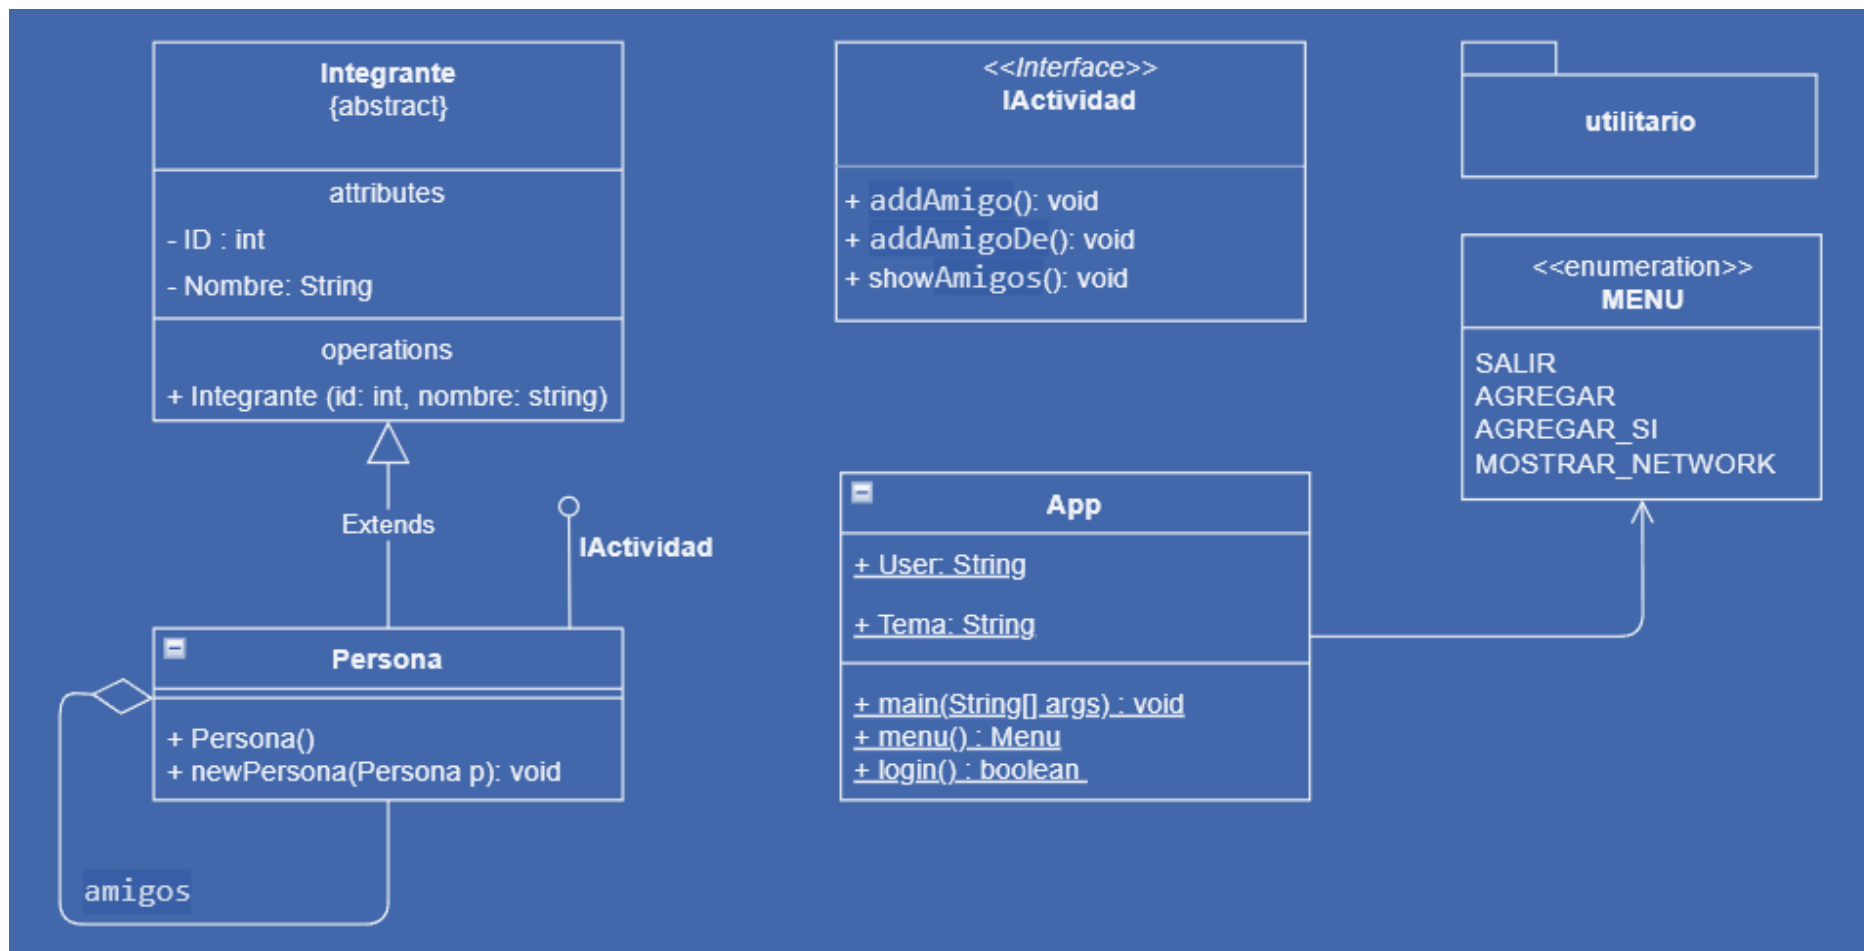 Integrante
{abstract}
attributes
- ID : int
- Nombre: String
operations
+ Integrante (id: int, nombre: string)
Extends
IActividad
Persona
+ Persona()
+ newPersona(Persona p): void
amigos
<<Interface>>
IActividad
+ addAmigo(): void
+ addAmigoDe(): void
+ showAmigos(): void
App
+ User: String
+ Tema: String
+ main(String[] args) : void
+ menu() : Menu
+ login() : boolean
utilitario
<<enumeration>>
MENU
SALIR
AGREGAR
AGREGAR_SI
MOSTRAR_NETWORK